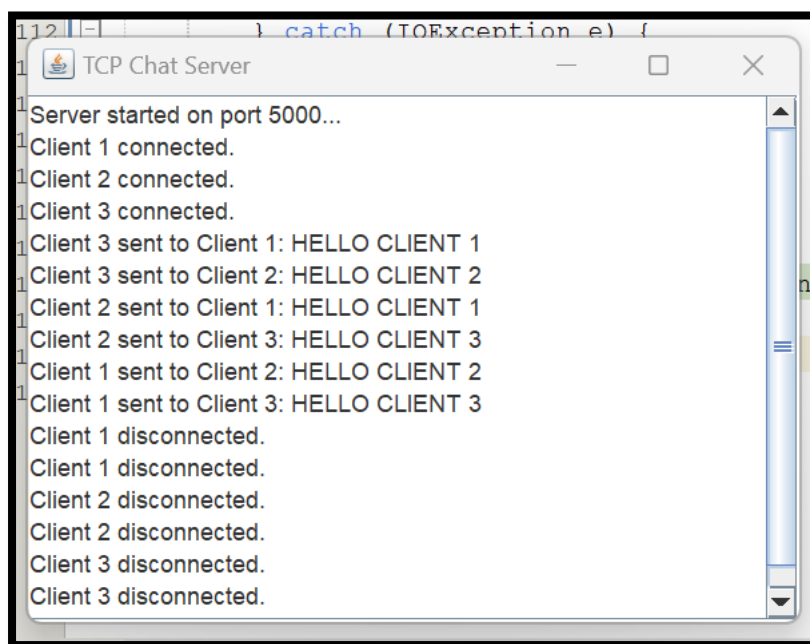 112 } catch (IOException e) {
TCP Chat Server
Server started on port 5000...
Client 1 connected.
Client 2 connected.
Client 3 connected.
Client 3 sent to Client 1: HELLO CLIENT 1
Client 3 sent to Client 2: HELLO CLIENT 2
Client 2 sent to Client 1: HELLO CLIENT 1
Client 2 sent to Client 3: HELLO CLIENT 3
Client 1 sent to Client 2: HELLO CLIENT 2
Client 1 sent to Client 3: HELLO CLIENT 3
Client 1 disconnected.
Client 1 disconnected.
Client 2 disconnected.
Client 2 disconnected.
Client 3 disconnected.
Client 3 disconnected.